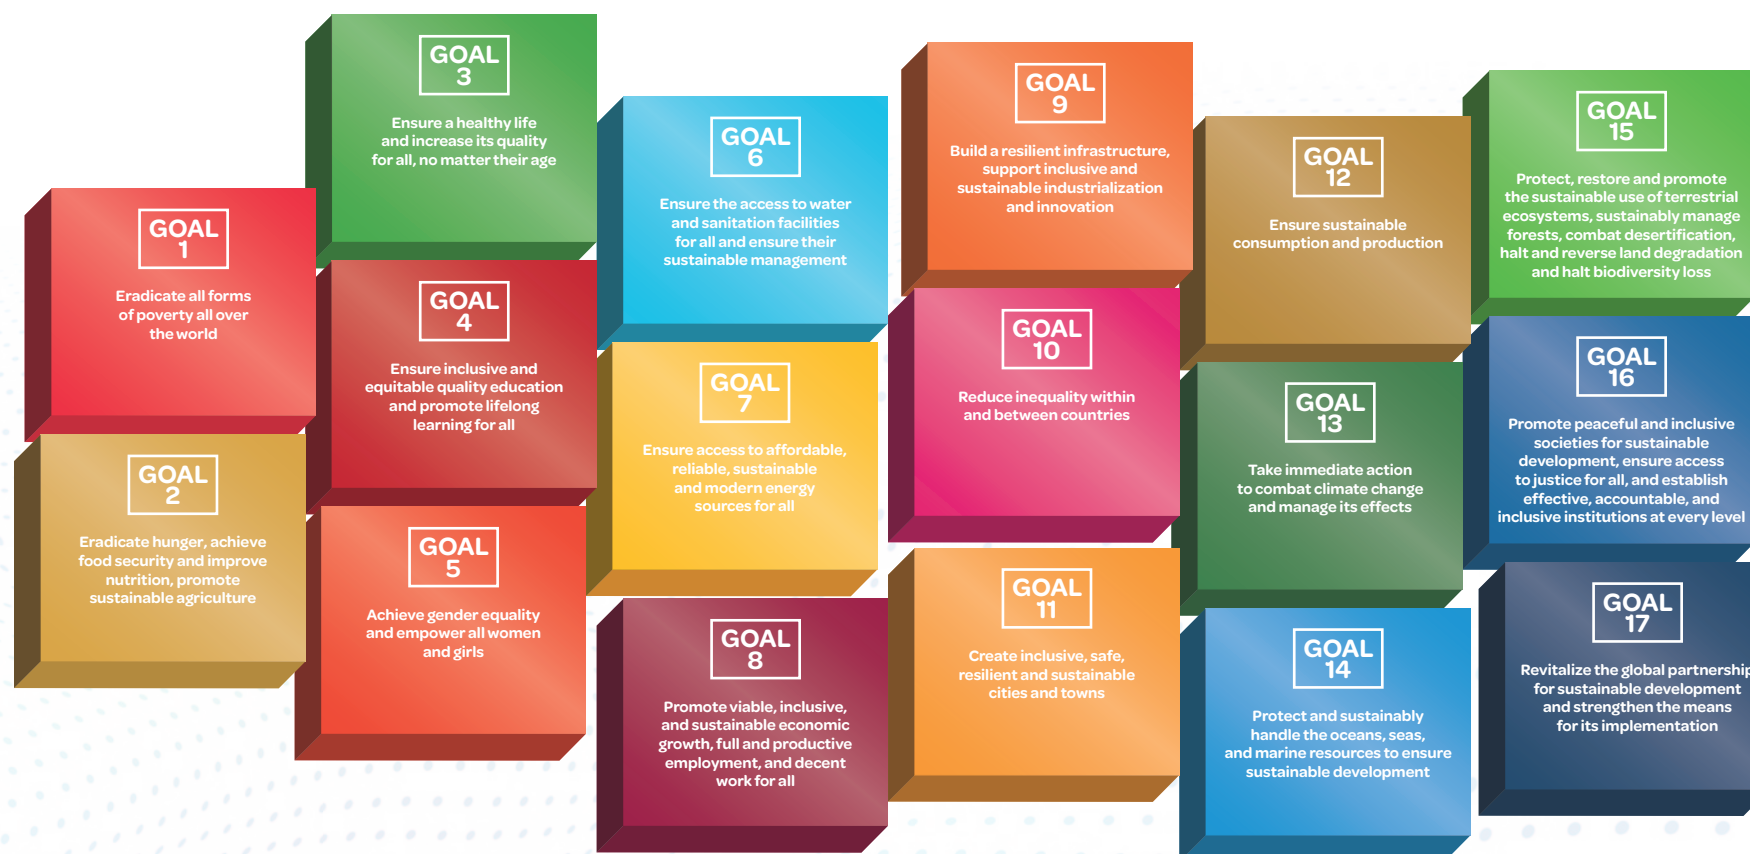 GOAL
1
Eradicate all forms
of poverty all over
the world
GOAL
2
Eradicate hunger, achieve
food security and improve
nutrition, promote
sustainable agriculture
GOAL
3
Ensure a healthy life
and increase its quality
for all, no matter their age
GOAL
4
Ensure inclusive and
equitable quality education
and promote lifelong
learning for all
GOAL
5
Achieve gender equality
and empower all women
and girls
GOAL
6
Ensure the access to water
and sanitation facilities
for all and ensure their
sustainable management
GOAL
7
Ensure access to affordable,
reliable, sustainable
and modern energy
sources for all
GOAL
8
Promote viable, inclusive,
and sustainable economic
growth, full and productive
employment, and decent
work for all
GOAL
9
Build a resilient infrastructure,
support inclusive and
sustainable industrialization
and innovation
GOAL
10
Reduce inequality within
and between countries
GOAL
11
Create inclusive, safe,
resilient and sustainable
cities and towns
GOAL
12
Ensure sustainable
consumption and production
GOAL
13
Take immediate action
to combat climate change
and manage its effects
GOAL
14
Protect and sustainably
handle the oceans, seas,
and marine resources to ensure
sustainable development
GOAL
15
Protect, restore and promote
the sustainable use of terrestrial
ecosystems, sustainably manage
forests, combat desertification,
halt and reverse land degradation
and halt biodiversity loss
GOAL
16
Promote peaceful and inclusive
societies for sustainable
development, ensure access
to justice for all, and establish
effective, accountable, and
inclusive institutions at every level
GOAL
17
Revitalize the global partnership
for sustainable development
and strengthen the means
for its implementation